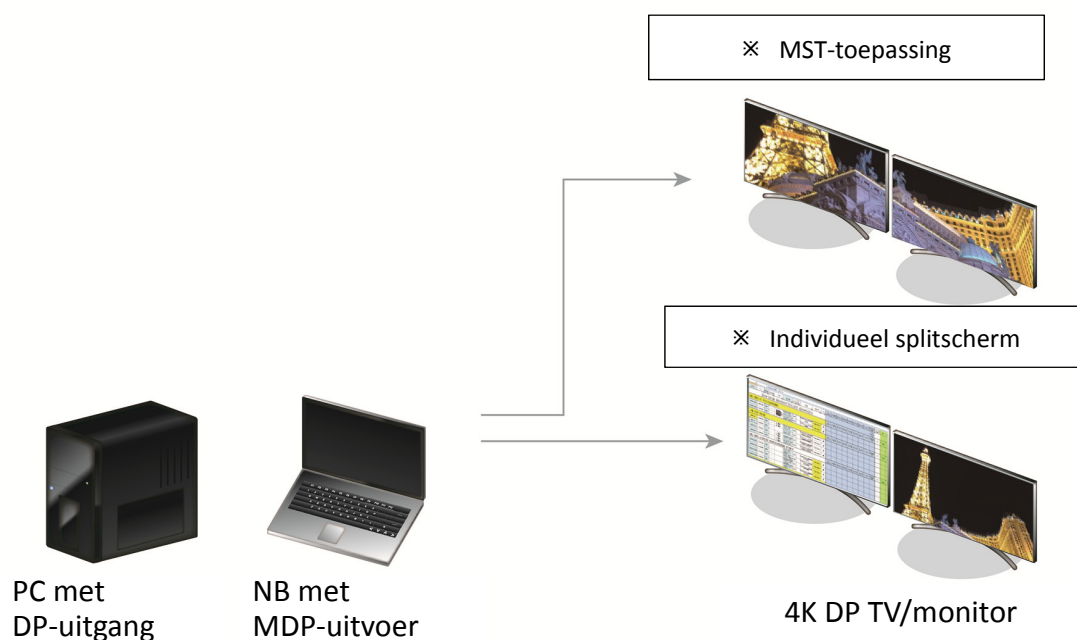 ※ MST-toepassing
※ Individueel splitscherm
PC met
DP-uitgang
NB met
MDP-uitvoer
4K DP TV/monitor